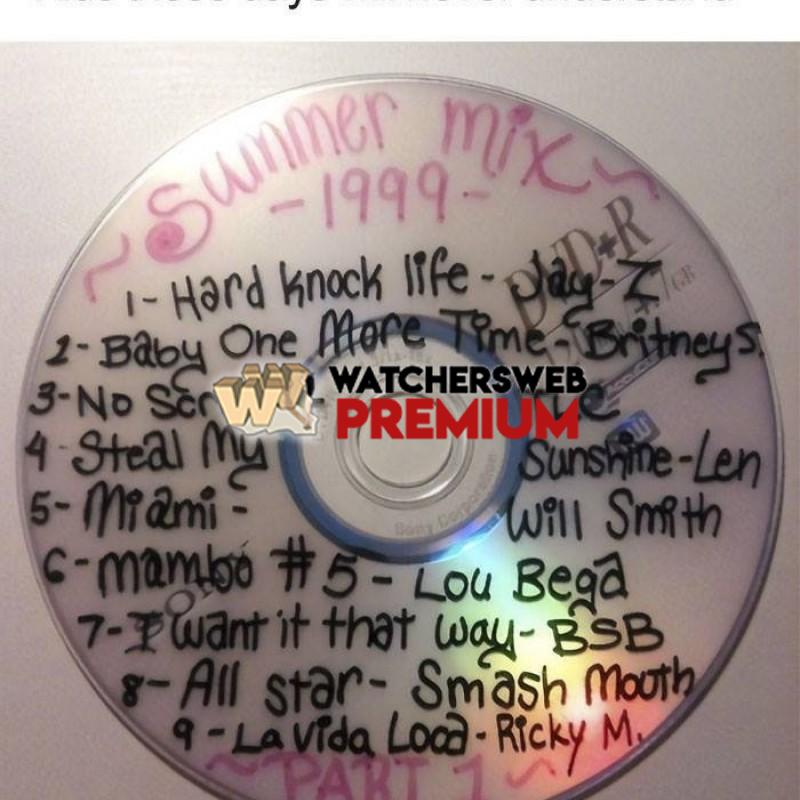 ~Summer mix~
-1999-
DVD+R
1- Hard knock life - Jay-Z
2- Baby One More Time - Britney S.
3- No Scr
WATCHERSWEB
PREMIUM
4 - Steal My Sunshine - Len
5- Miami - Will Smith
Sony Corporation
6- mambo #5 - Lou Bega
7- I want it that way - BSB
8- All star - Smash Mouth
9 - La Vida Loca - Ricky M.
~PART 1~